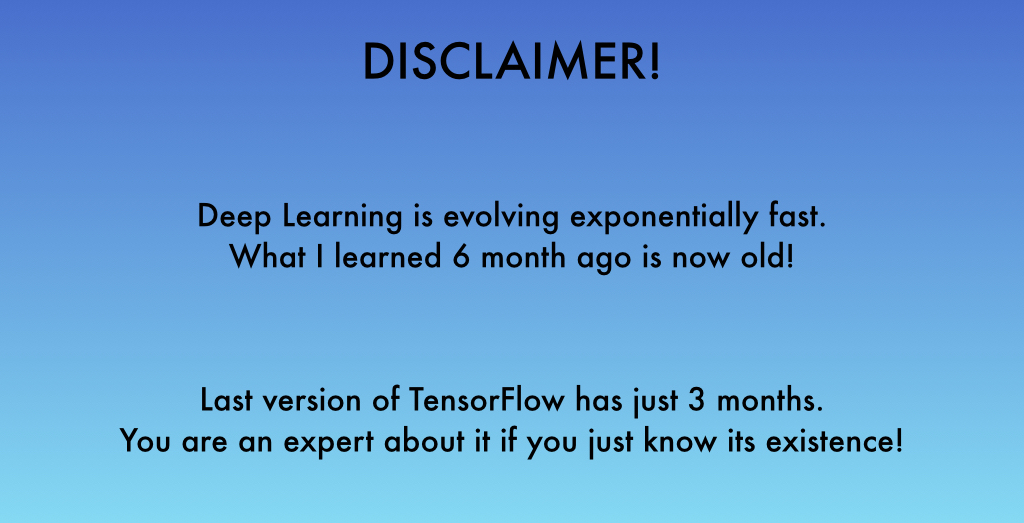 DISCLAIMER!
Deep Learning is evolving exponentially fast.
What I learned 6 month ago is now old!
Last version of TensorFlow has just 3 months.
You are an expert about it if you just know its existence!